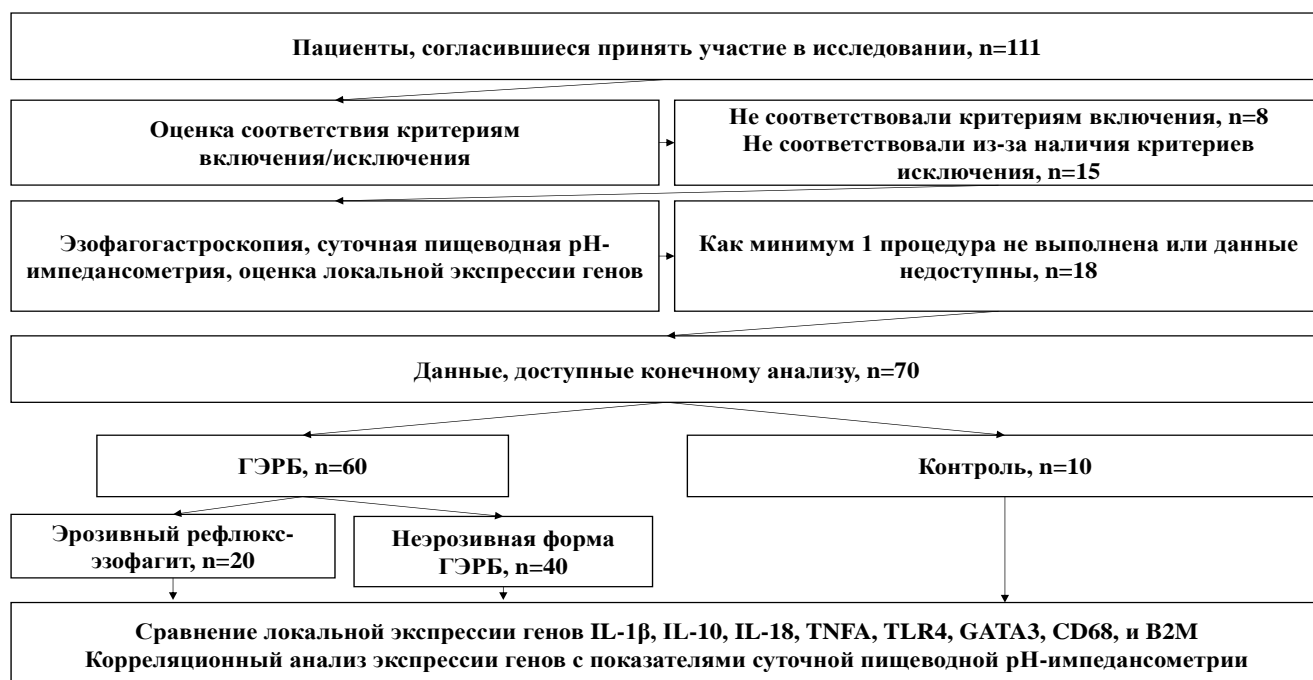 Пациенты, согласившиеся принять участие в исследовании, n=111
Оценка соответствия критериям
включения/исключения
Не соответствовали критериям включения, n=8
Не соответствовали из-за наличия критериев
исключения, n=15
Эзофагогастроскопия, суточная пищеводная pH-
импедансометрия, оценка локальной экспрессии генов
Как минимум 1 процедура не выполнена или данные
недоступны, n=18
Данные, доступные конечному анализу, n=70
ГЭРБ, n=60
Контроль, n=10
Эрозивный рефлюкс-
эзофагит, n=20
Неэрозивная форма
ГЭРБ, n=40
Сравнение локальной экспрессии генов IL-1β, IL-10, IL-18, TNFA, TLR4, GATA3, CD68, и B2M
Корреляционный анализ экспрессии генов с показателями суточной пищеводной pH-импедансометрии